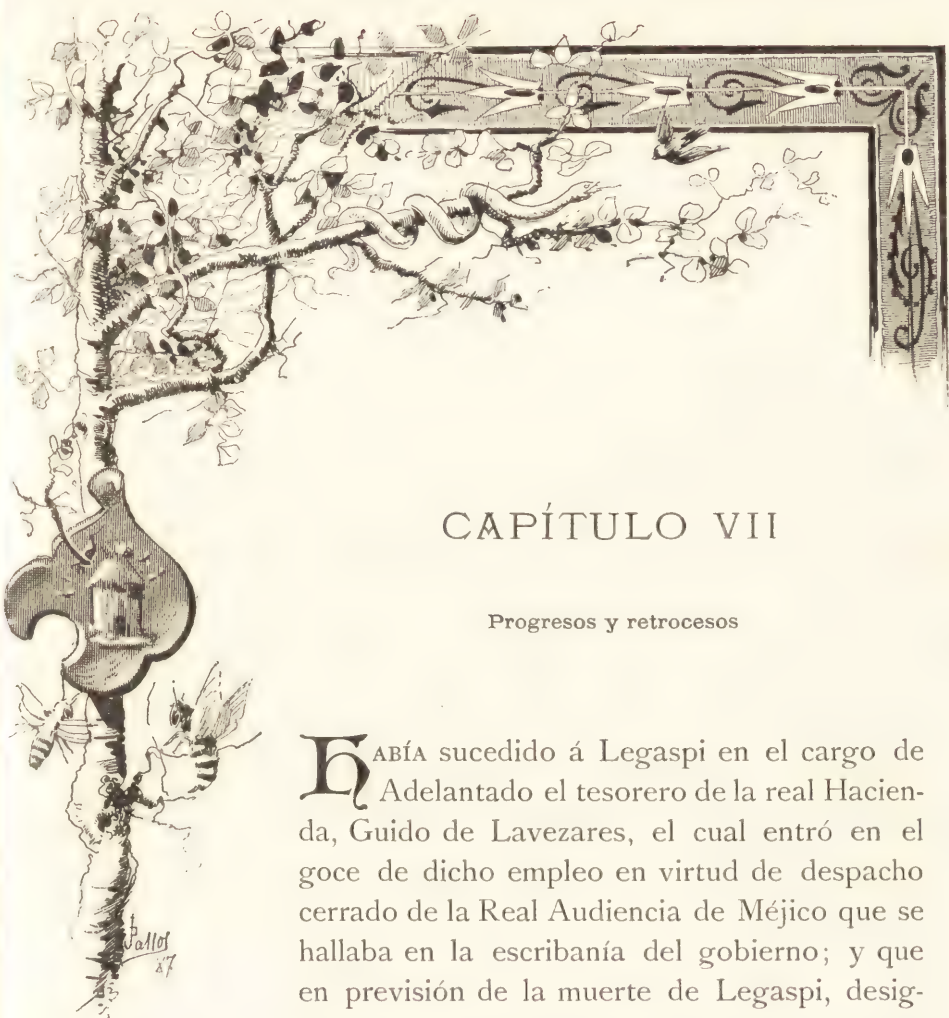 CAPÍTULO VII
Progresos y retrocesos
HABÍA sucedido á Legaspi en el cargo de
Adelantado el tesorero de la real Hacien-
da, Guido de Lavezares, el cual entró en el
goce de dicho empleo en virtud de despacho
cerrado de la Real Audiencia de Méjico que se
hallaba en la escribanía del gobierno; y que
en previsión de la muerte de Legaspi, desig-